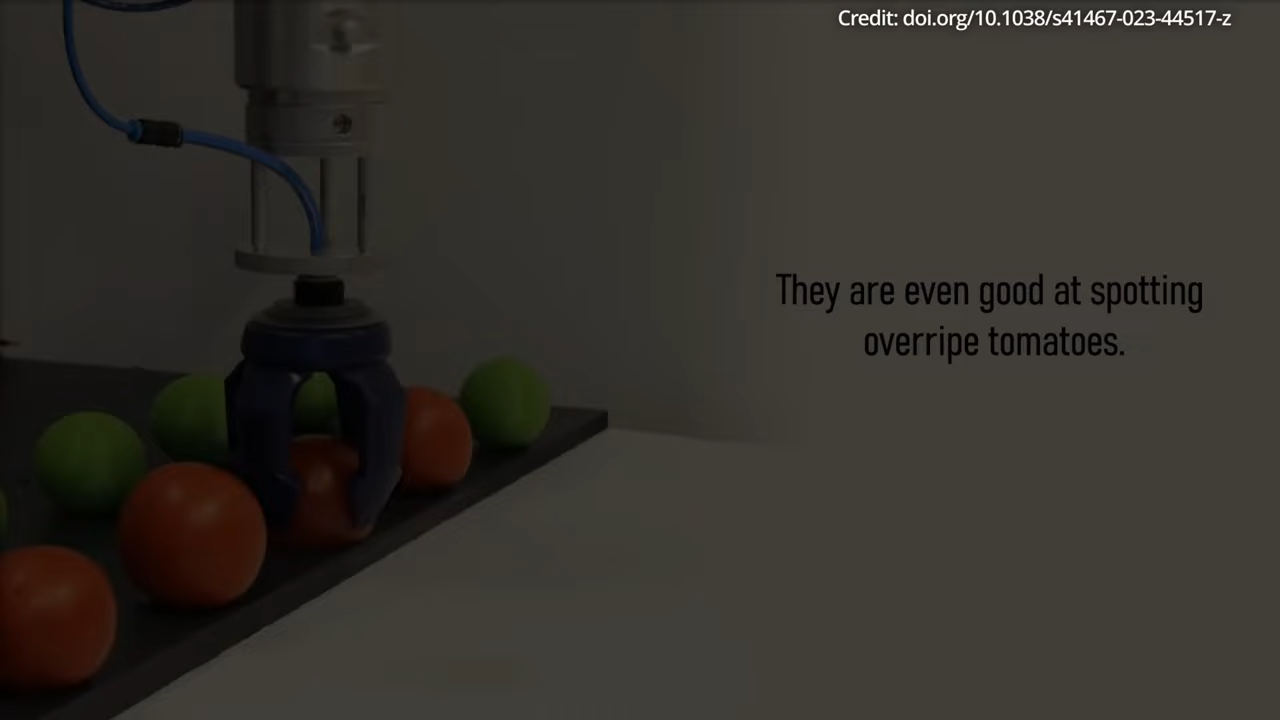 Credit: doi.org/10.1038/s41467-023-44517-z
They are even good at spotting
overripe tomatoes.